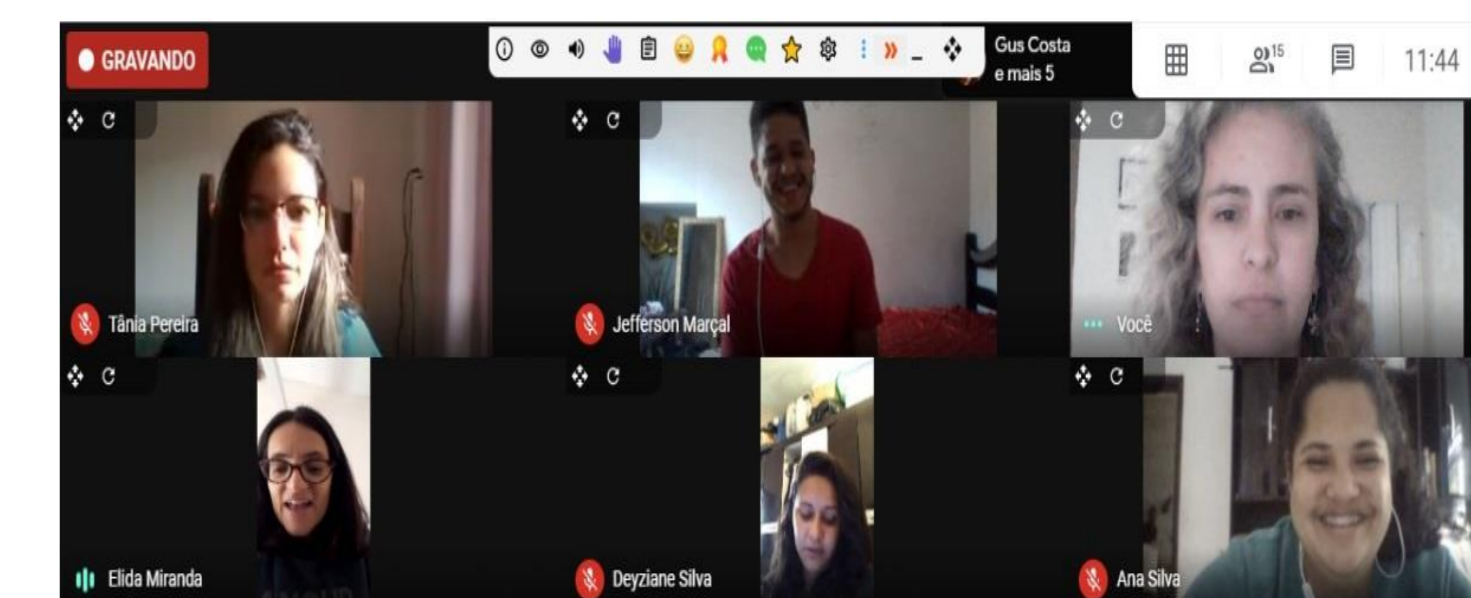 GRAVANDO
Gus Costa
e mais 5
15
11:44
Tânia Pereira
Jefferson Marçal
Você
Elida Miranda
Deyziane Silva
Ana Silva